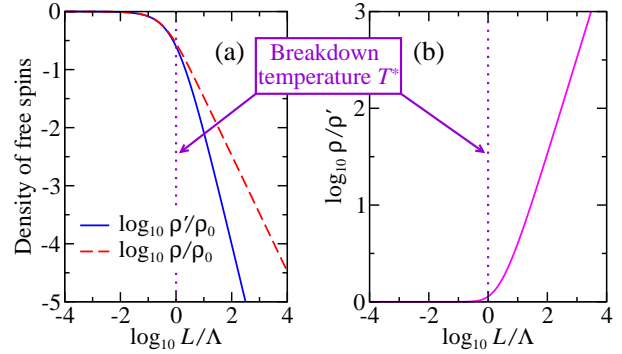 (a)
Breakdown
temperature T*
(b)
Density of free spins
0
-1
-2
-3
-4
-5
log₁₀ ρ′/ρ₀
log₁₀ ρ/ρ₀
-4 -2 0 2 4
log₁₀ L/Λ
log₁₀ ρ/ρ′
3
2
1
0
-4 -2 0 2 4
log₁₀ L/Λ